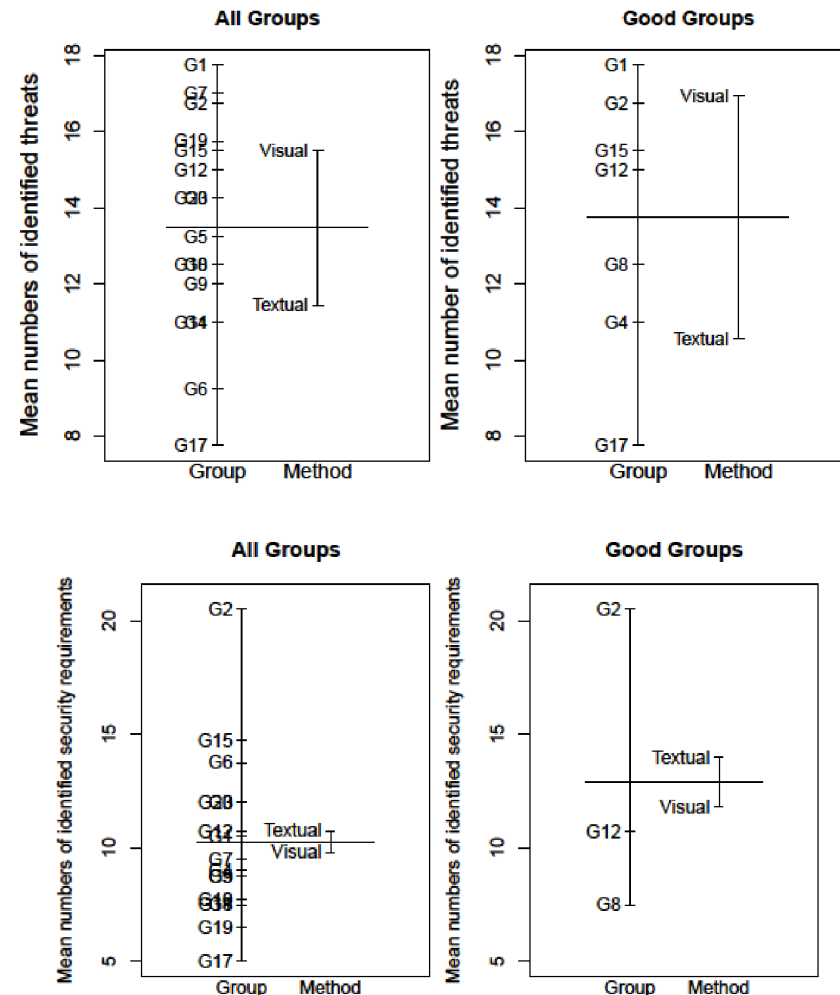 All Groups
Mean numbers of identified threats
18
16
14
12
10
8
G1
G7
G2
G19
G15
G12
G5
G9
G6
G17
Visual
Textual
Group Method
Good Groups
Mean number of identified threats
18
16
14
12
10
8
G1
G2
G15
G12
G8
G4
G17
Visual
Textual
Group Method
All Groups
Mean numbers of identified security requirements
20
15
10
5
G2
G15
G6
G12
G7
G19
G17
Textual
Visual
Group Method
Good Groups
Mean numbers of identified security requirements
20
15
10
5
G2
G12
G8
Textual
Visual
Group Method